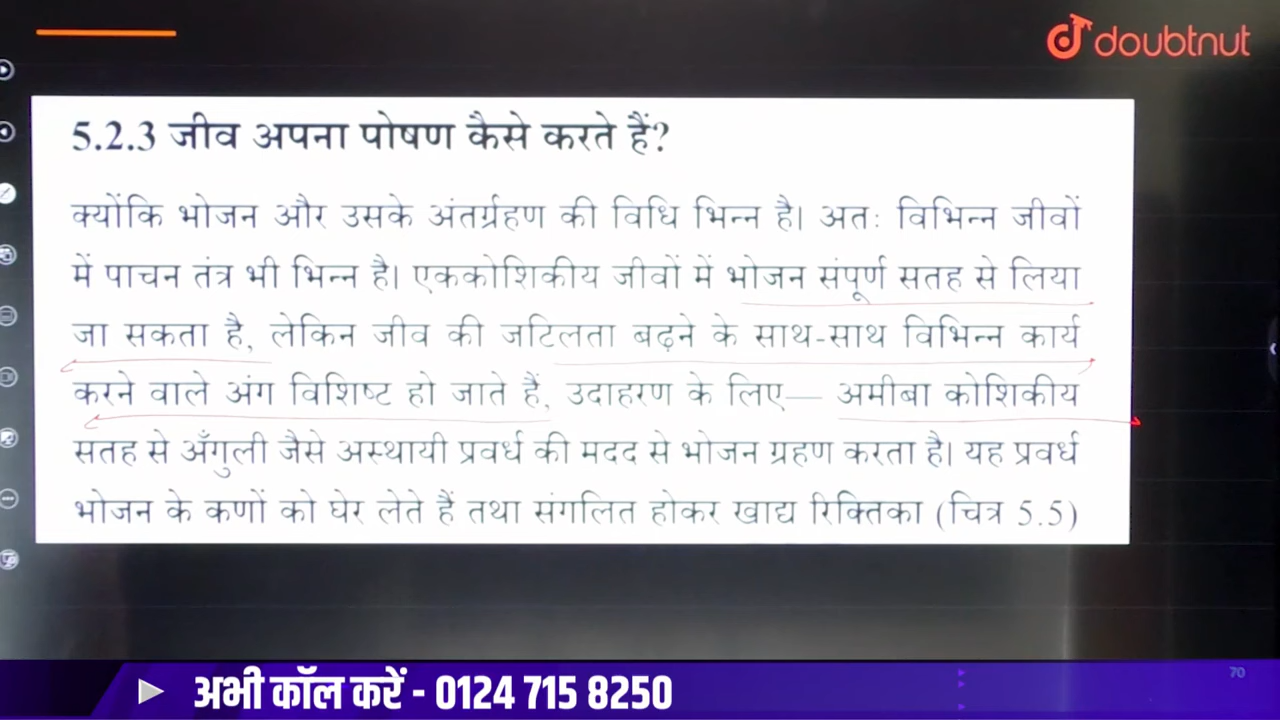 doubtnut
5.2.3 जीव अपना पोषण कैसे करते हैं?
क्योंकि भोजन और उसके अंतर्ग्रहण की विधि भिन्न है। अतः विभिन्न जीवों
में पाचन तंत्र भी भिन्न है। एककोशिकीय जीवों में भोजन संपूर्ण सतह से लिया
जा सकता है, लेकिन जीव की जटिलता बढ़ने के साथ-साथ विभिन्न कार्य
करने वाले अंग विशिष्ट हो जाते हैं, उदाहरण के लिए— अमीबा कोशिकीय
सतह से अँगुली जैसे अस्थायी प्रवर्ध की मदद से भोजन ग्रहण करता है। यह प्रवर्ध
भोजन के कणों को घेर लेते हैं तथा संगलित होकर खाद्य रिक्तिका (चित्र 5.5)
70
अभी कॉल करें - 0124 715 8250